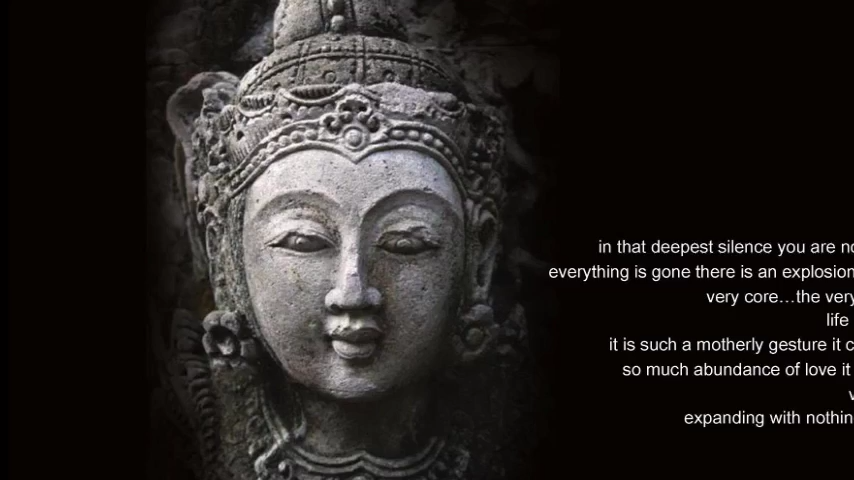 in that deepest silence you are
everything is gone there is an explosion
very core…the very
life
it is such a motherly gesture it
so much abundance of love it
expanding with